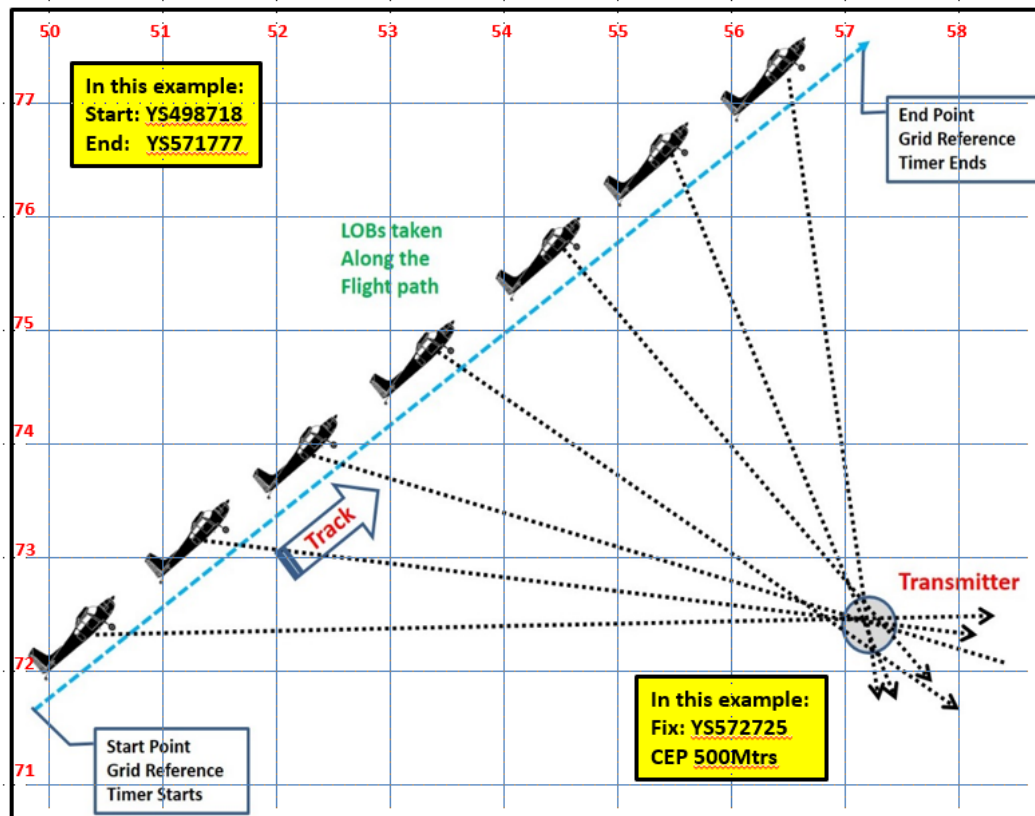 50 51 52 53 54 55 56 57 58
77
76
75
74
73
72
71
In this example:
Start: YS498718
End: YS571777
End Point
Grid Reference
Timer Ends
LOBs taken
Along the
Flight path
Track
Transmitter
In this example:
Fix: YS572725
CEP 500Mtrs
Start Point
Grid Reference
Timer Starts